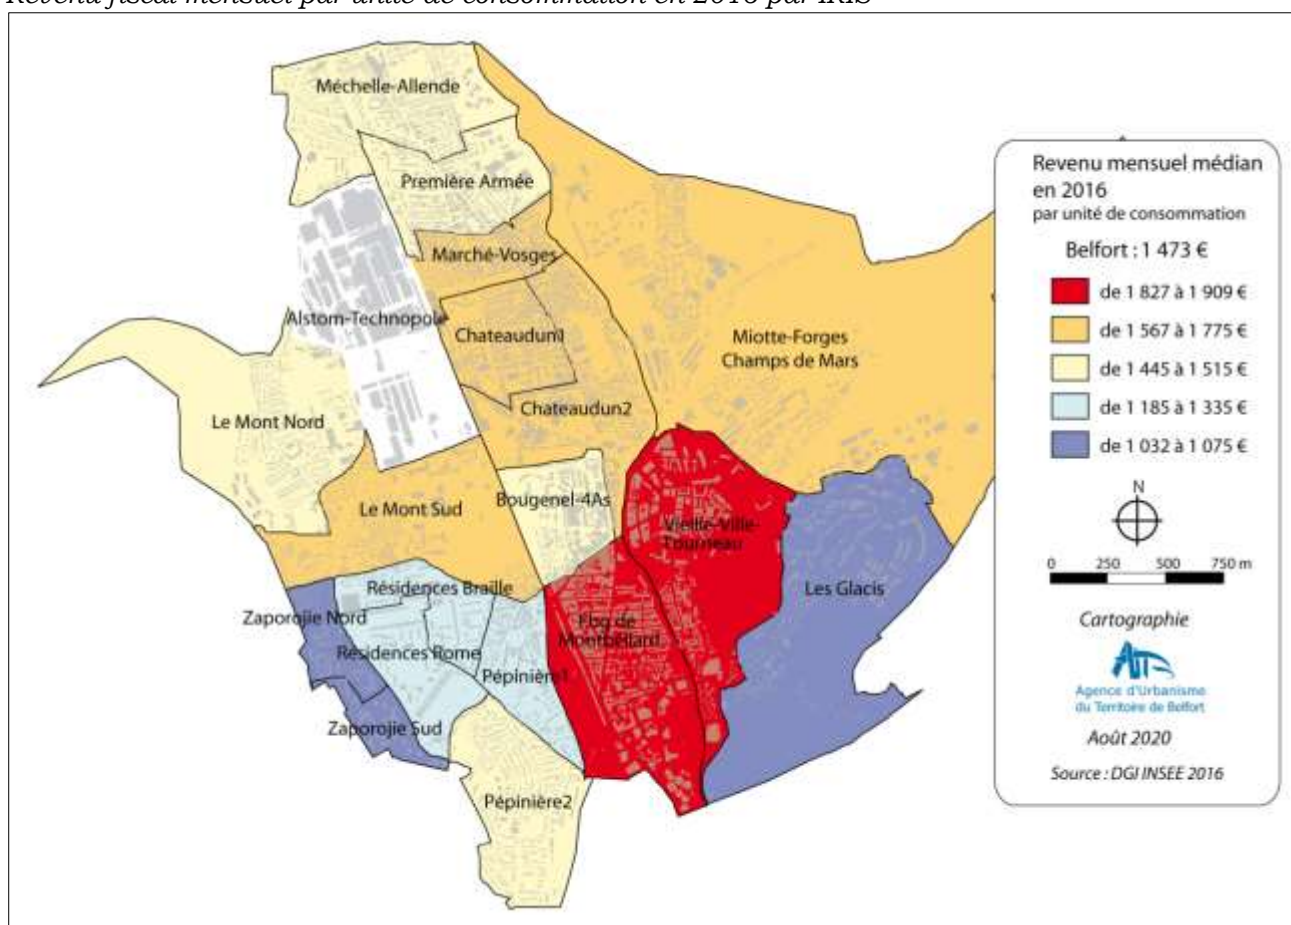 Revenu fiscal mensuel par unité de consommation en 2016 par IRIS
Méchelle-Allende
Première Armée
Marché-Vosges
Alstom-Technopole
Chateaudun1
Miotte-Forges
Champs de Mars
Chateaudun2
Le Mont Nord
Bougenel-4As
Le Mont Sud
Vieille-Ville-
Fourneau
Résidences Braille
Les Glacis
Zaporojie Nord
Fbg de
Montbéliard
Résidences Rome
Pépinière1
Zaporojie Sud
Pépinière2
Revenu mensuel médian
en 2016
par unité de consommation
Belfort : 1 473 €
de 1 827 à 1 909 €
de 1 567 à 1 775 €
de 1 445 à 1 515 €
de 1 185 à 1 335 €
de 1 032 à 1 075 €
N
0 250 500 750 m
Cartographie
AUTB
Agence d'Urbanisme
du Territoire de Belfort
Août 2020
Source : DGI INSEE 2016